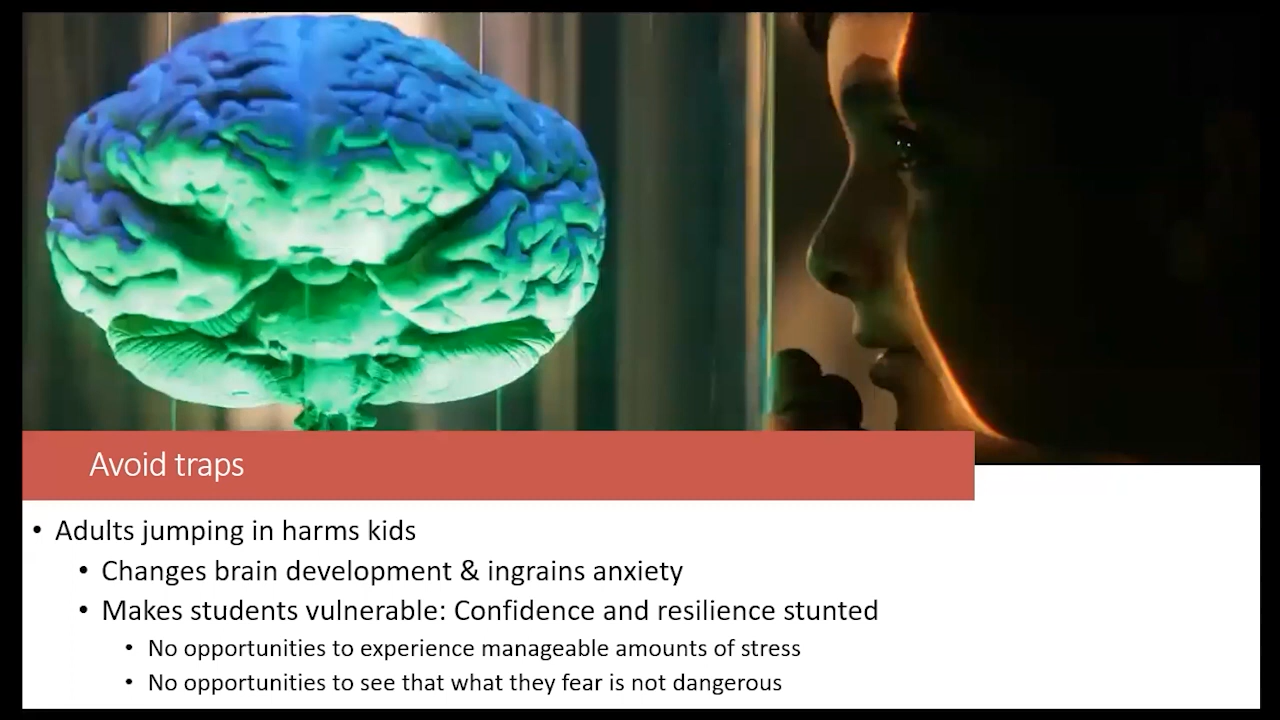 Avoid traps
• Adults jumping in harms kids
• Changes brain development & ingrains anxiety
• Makes students vulnerable: Confidence and resilience stunted
• No opportunities to experience manageable amounts of stress
• No opportunities to see that what they fear is not dangerous